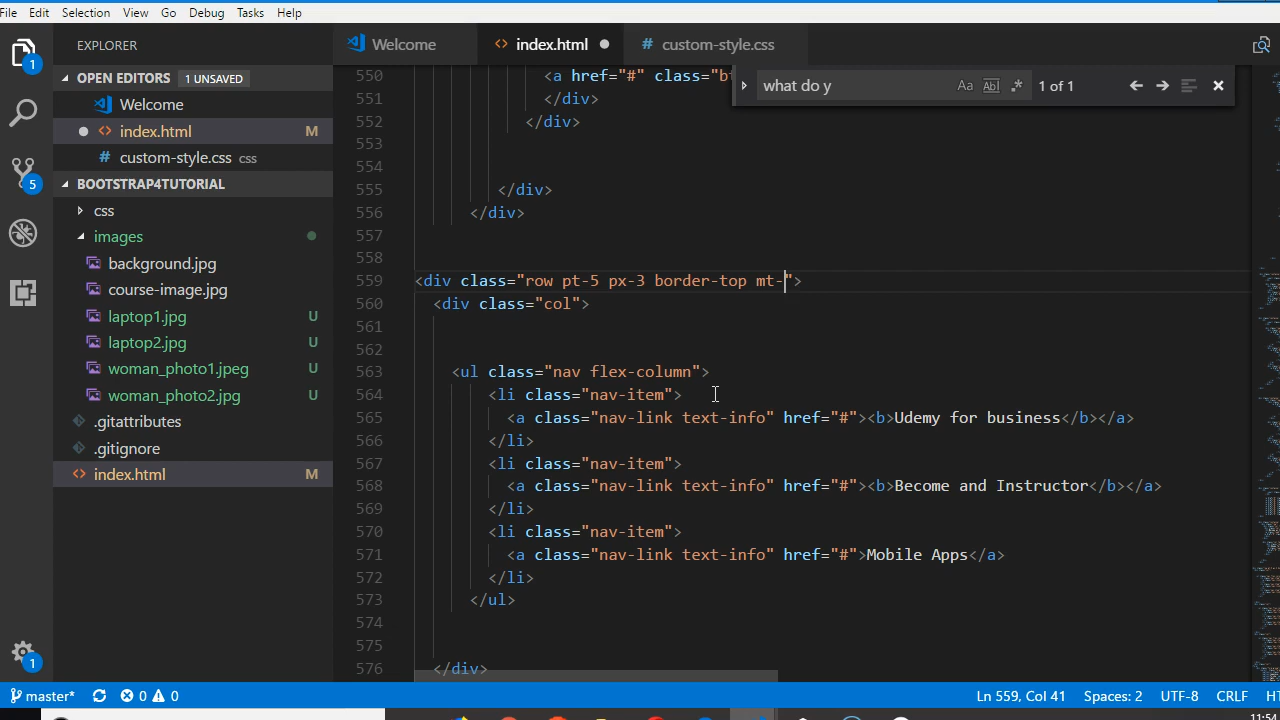 File Edit Selection View Go Debug Tasks Help
EXPLORER
Welcome index.html custom-style.css
OPEN EDITORS 1 UNSAVED
Welcome
index.html M
custom-style.css css
BOOTSTRAP4TUTORIAL
css
images
background.jpg
course-image.jpg
laptop1.jpg U
laptop2.jpg U
woman_photo1.jpeg U
woman_photo2.jpg U
.gitattributes
.gitignore
index.html M
1
5
1
what do y Aa Abl .* 1 of 1
550 <a href="#" class="bt
551 </div>
552 </div>
553
554
555 </div>
556 </div>
557
558
559 <div class="row pt-5 px-3 border-top mt-">
560 <div class="col">
561
562
563 <ul class="nav flex-column">
564 <li class="nav-item">
565 <a class="nav-link text-info" href="#"><b>Udemy for business</b></a>
566 </li>
567 <li class="nav-item">
568 <a class="nav-link text-info" href="#"><b>Become and Instructor</b></a>
569 </li>
570 <li class="nav-item">
571 <a class="nav-link text-info" href="#">Mobile Apps</a>
572 </li>
573 </ul>
574
575
576 </div>
master* 0 0 Ln 559, Col 41 Spaces: 2 UTF-8 CRLF HT